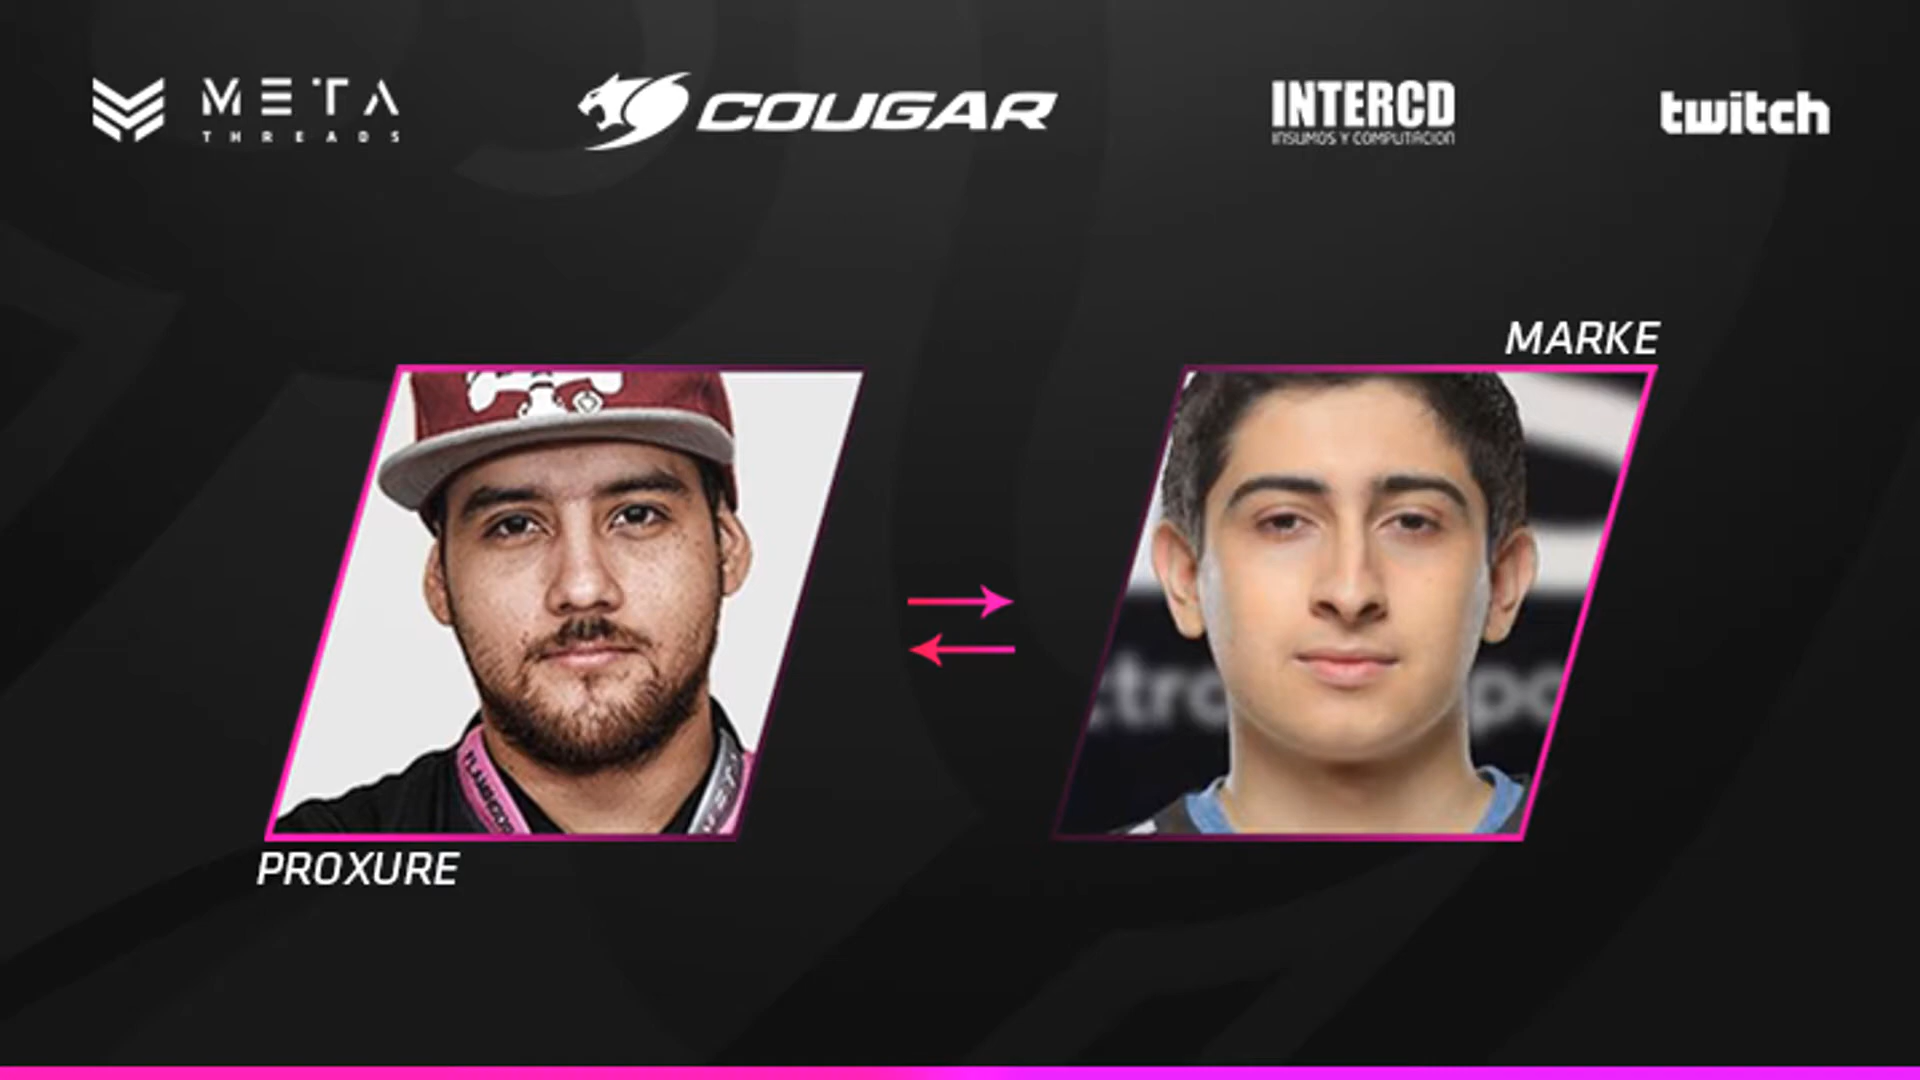 META
THREADS
COUGAR
INTERCD
INSUMOS Y COMPUTACION
twitch
MARKE
PROXURE